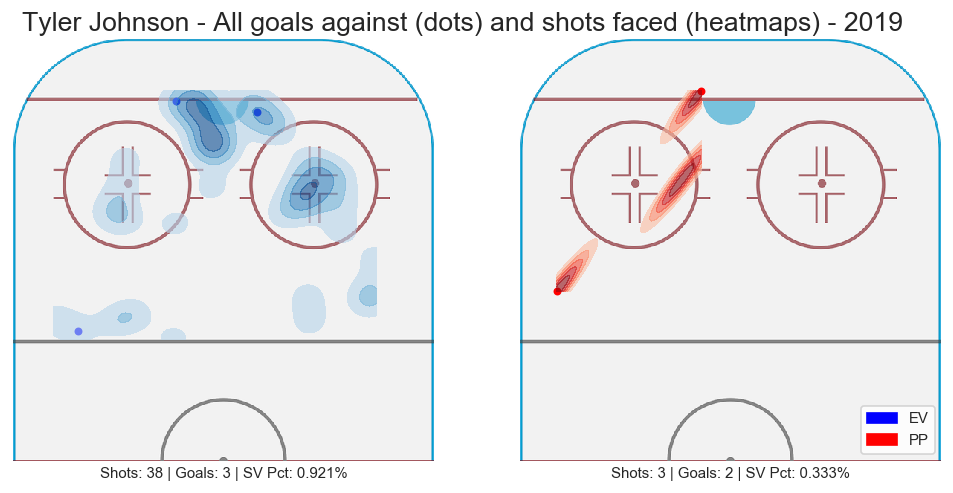 Tyler Johnson - All goals against (dots) and shots faced (heatmaps) - 2019
EV
PP
Shots: 38 | Goals: 3 | SV Pct: 0.921%
Shots: 3 | Goals: 2 | SV Pct: 0.333%